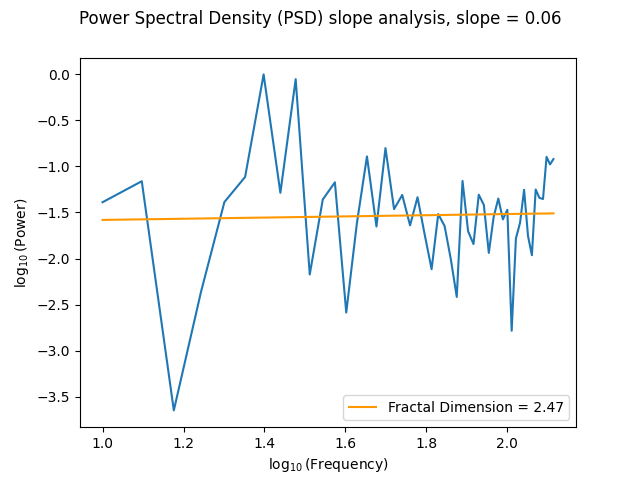 Power Spectral Density (PSD) slope analysis, slope = 0.06
log₁₀(Power)
0.0
−0.5
−1.0
−1.5
−2.0
−2.5
−3.0
−3.5
Fractal Dimension = 2.47
1.0 1.2 1.4 1.6 1.8 2.0
log₁₀(Frequency)